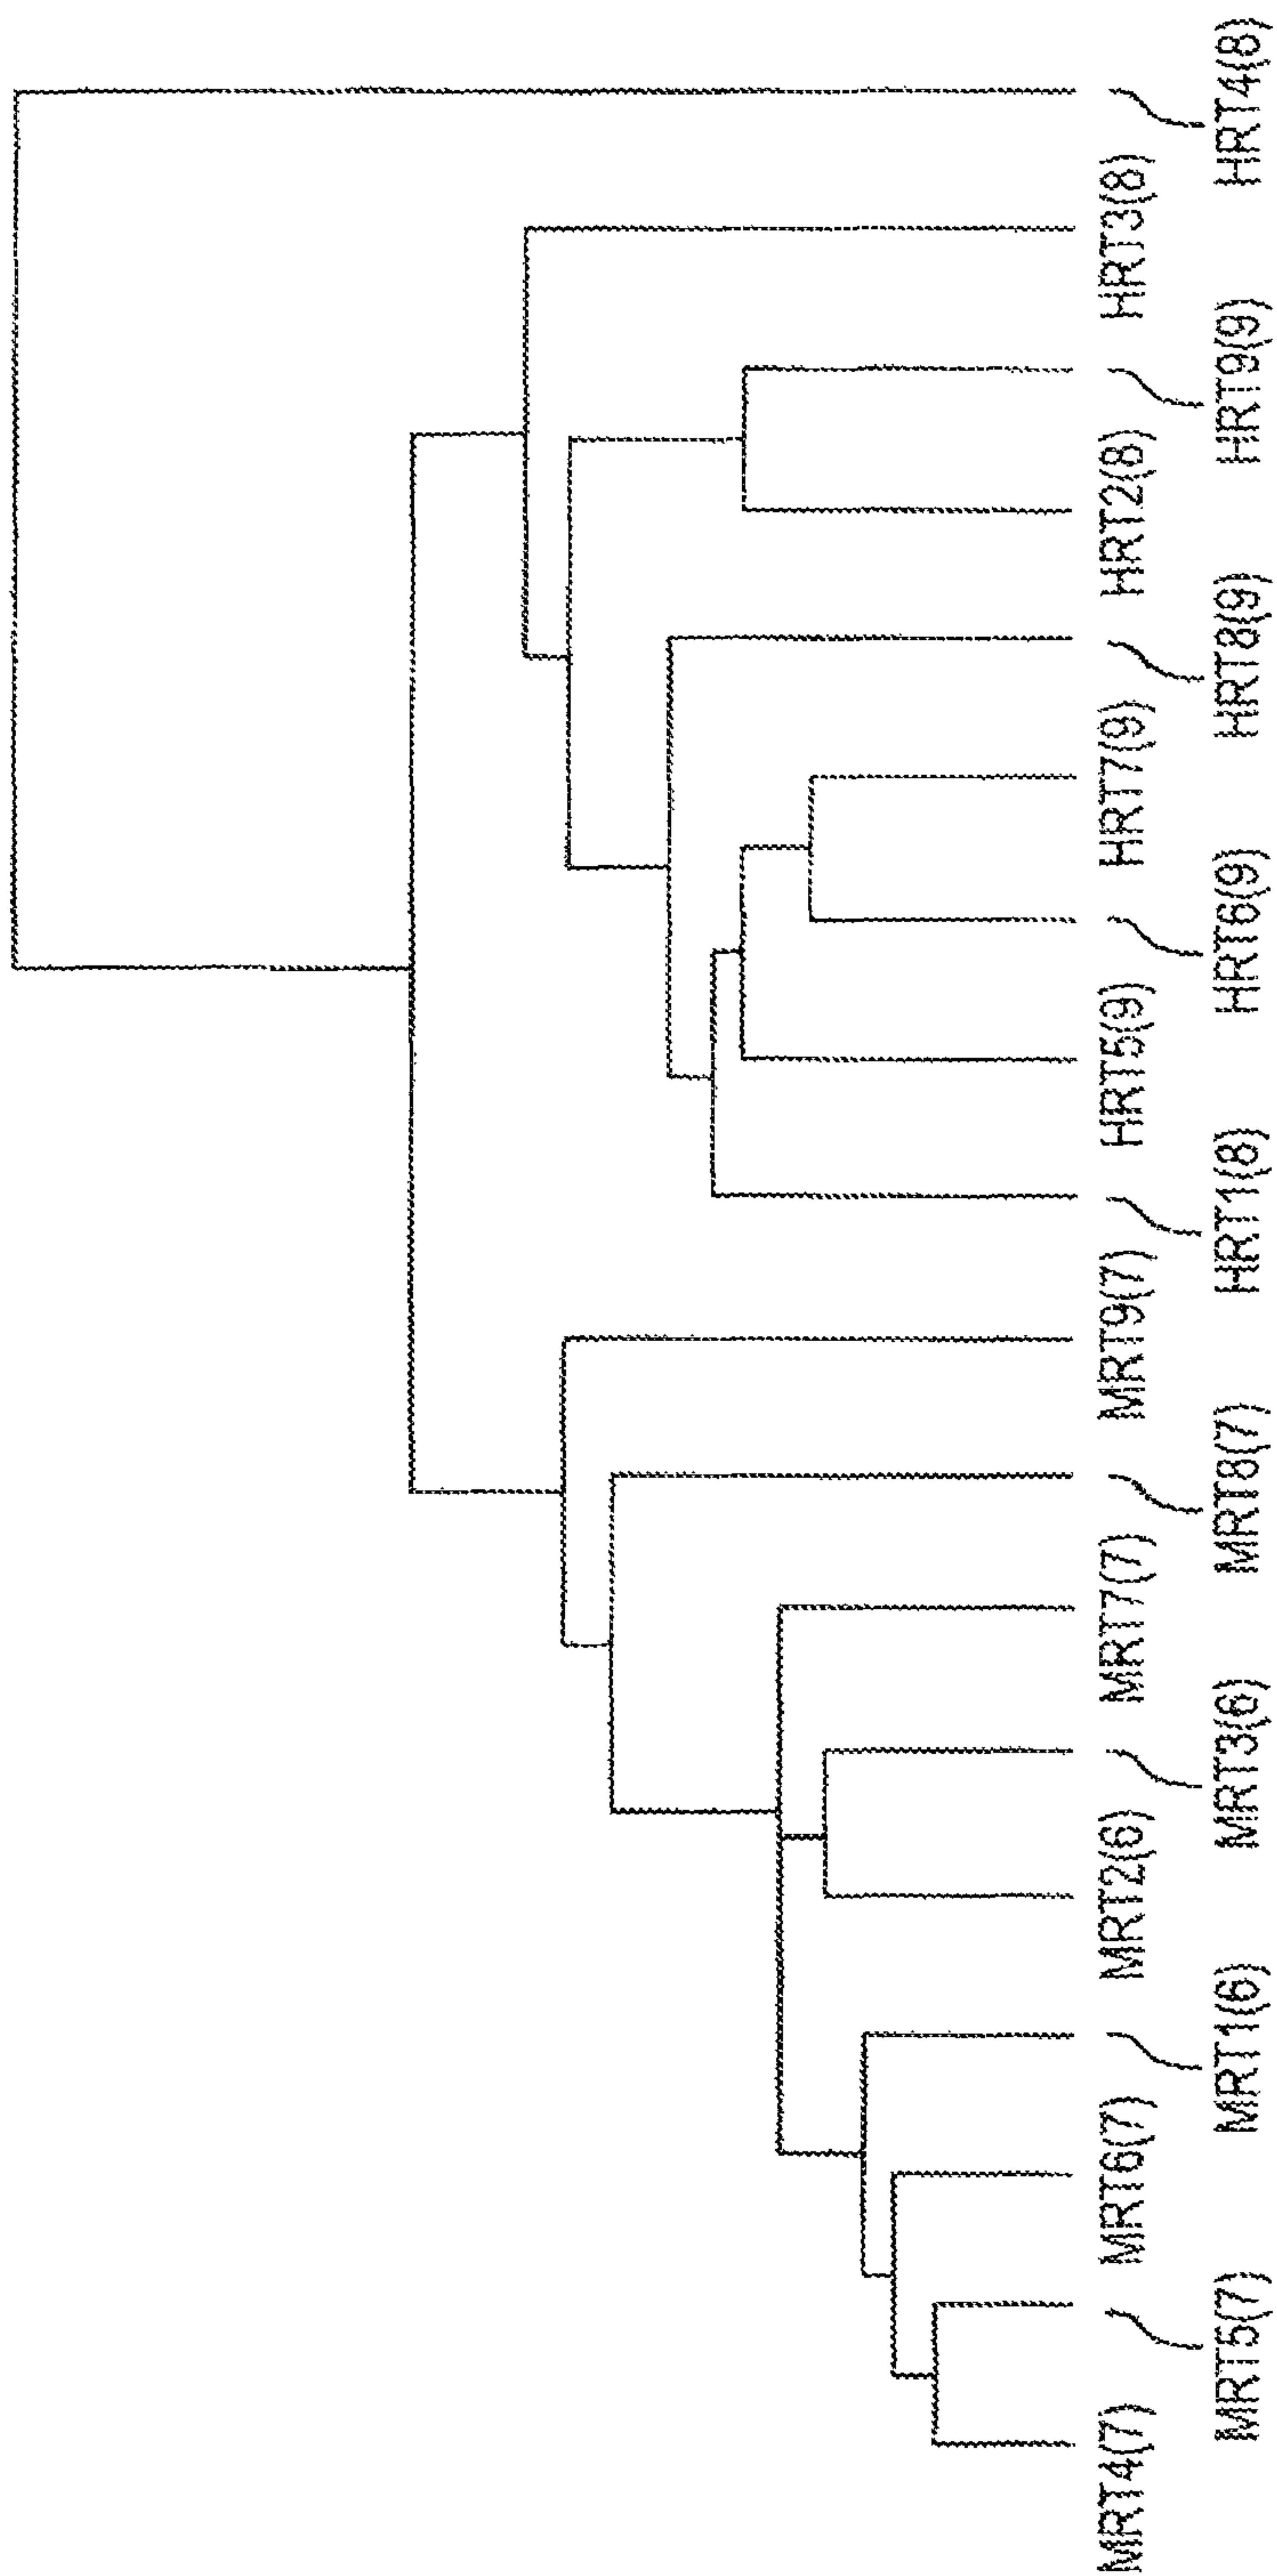 MRT4(7)
MRT5(7)
MRT6(7)
MRT1(6)
MRT2(6)
MRT3(6)
MRT7(7)
MRT8(7)
MRT9(7)
HRT1(8)
HRT5(9)
HRT6(9)
HRT7(9)
HRT8(9)
HRT2(8)
HRT9(9)
HRT3(8)
HRT4(8)